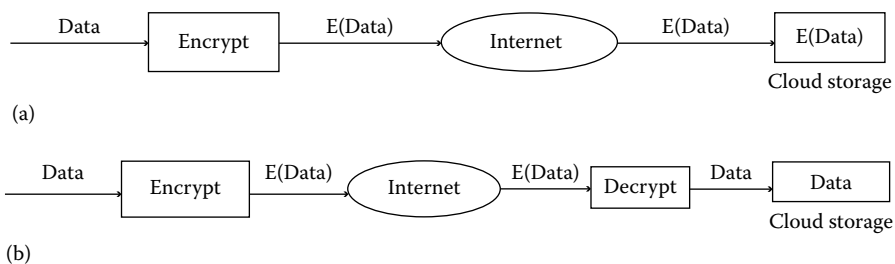 Data
Encrypt
E(Data)
Internet
E(Data)
E(Data)
Cloud storage
(a)
Data
Encrypt
E(Data)
Internet
E(Data)
Decrypt
Data
Data
Cloud storage
(b)